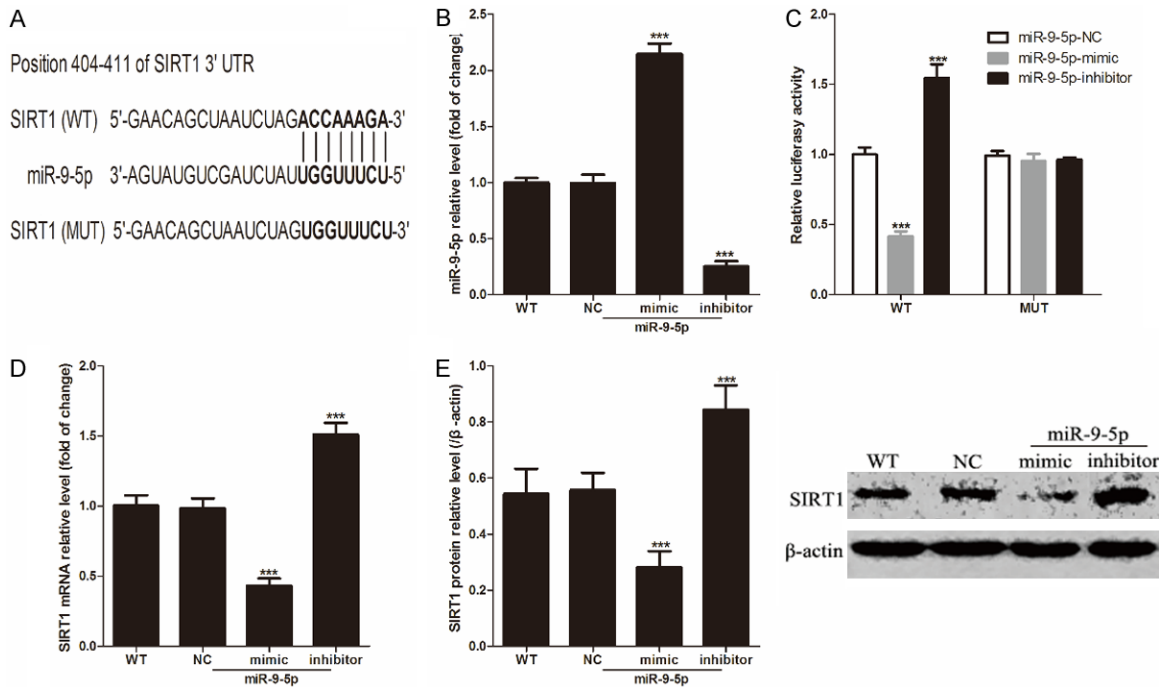 A
Position 404-411 of SIRT1 3' UTR
SIRT1 (WT) 5'-GAACAGCUAAUCUAGACCAAAGA-3'
miR-9-5p 3'-AGUAUGUCGAUCUAUUGGUUUCU-5'
SIRT1 (MUT) 5'-GAACAGCUAAUCUAGUGGUUUCU-3'
B
miR-9-5p relative level (fold of change)
2.5
2.0
1.5
1.0
0.5
0.0
***
***
WT NC mimic inhibitor
miR-9-5p
C
Relative luciferasy activity
2.0
1.5
1.0
0.5
0.0
miR-9-5p-NC
miR-9-5p-mimic
miR-9-5p-inhibitor
***
***
WT MUT
D
SIRT1 mRNA relative level (fold of change)
2.0
1.5
1.0
0.5
0.0
***
***
WT NC mimic inhibitor
miR-9-5p
E
SIRT1 protein relative level (/β -actin)
1.0
0.8
0.6
0.4
0.2
0.0
***
***
WT NC mimic inhibitor
miR-9-5p
miR-9-5p
WT NC mimic inhibitor
SIRT1
β-actin